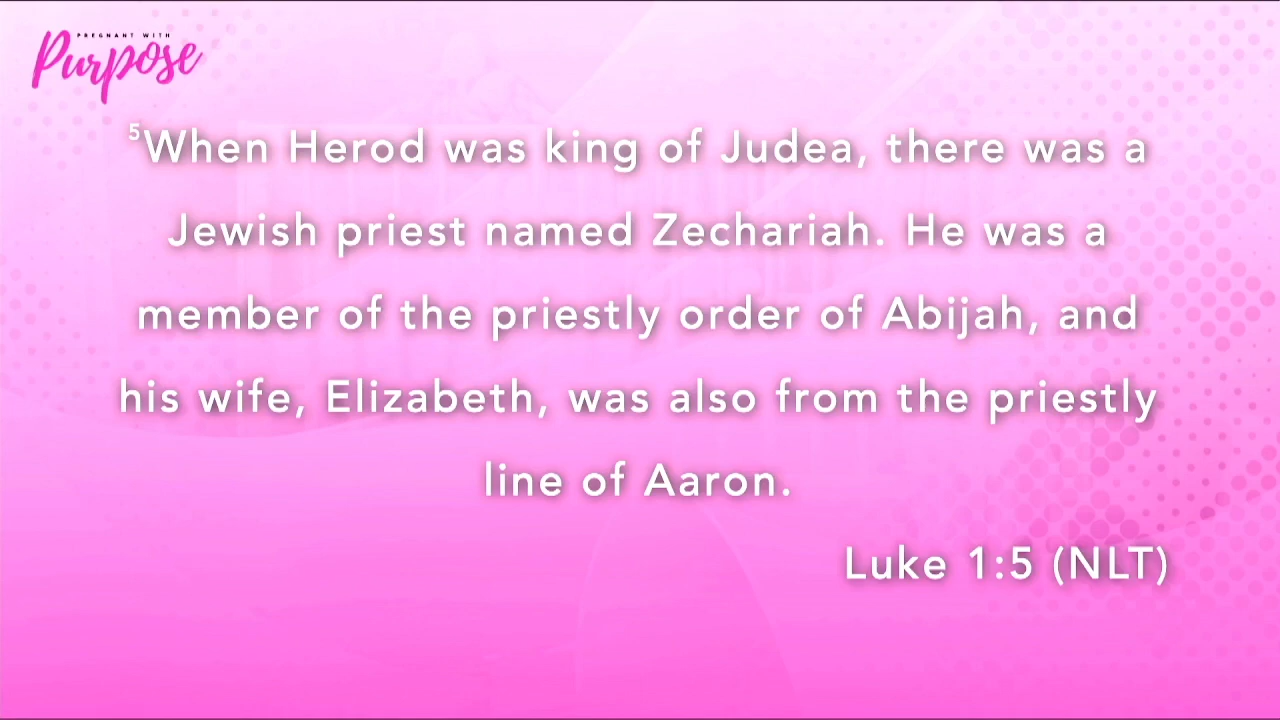 PREGNANT WITH
Purpose
⁵When Herod was king of Judea, there was a
Jewish priest named Zechariah. He was a
member of the priestly order of Abijah, and
his wife, Elizabeth, was also from the priestly
line of Aaron.
Luke 1:5 (NLT)